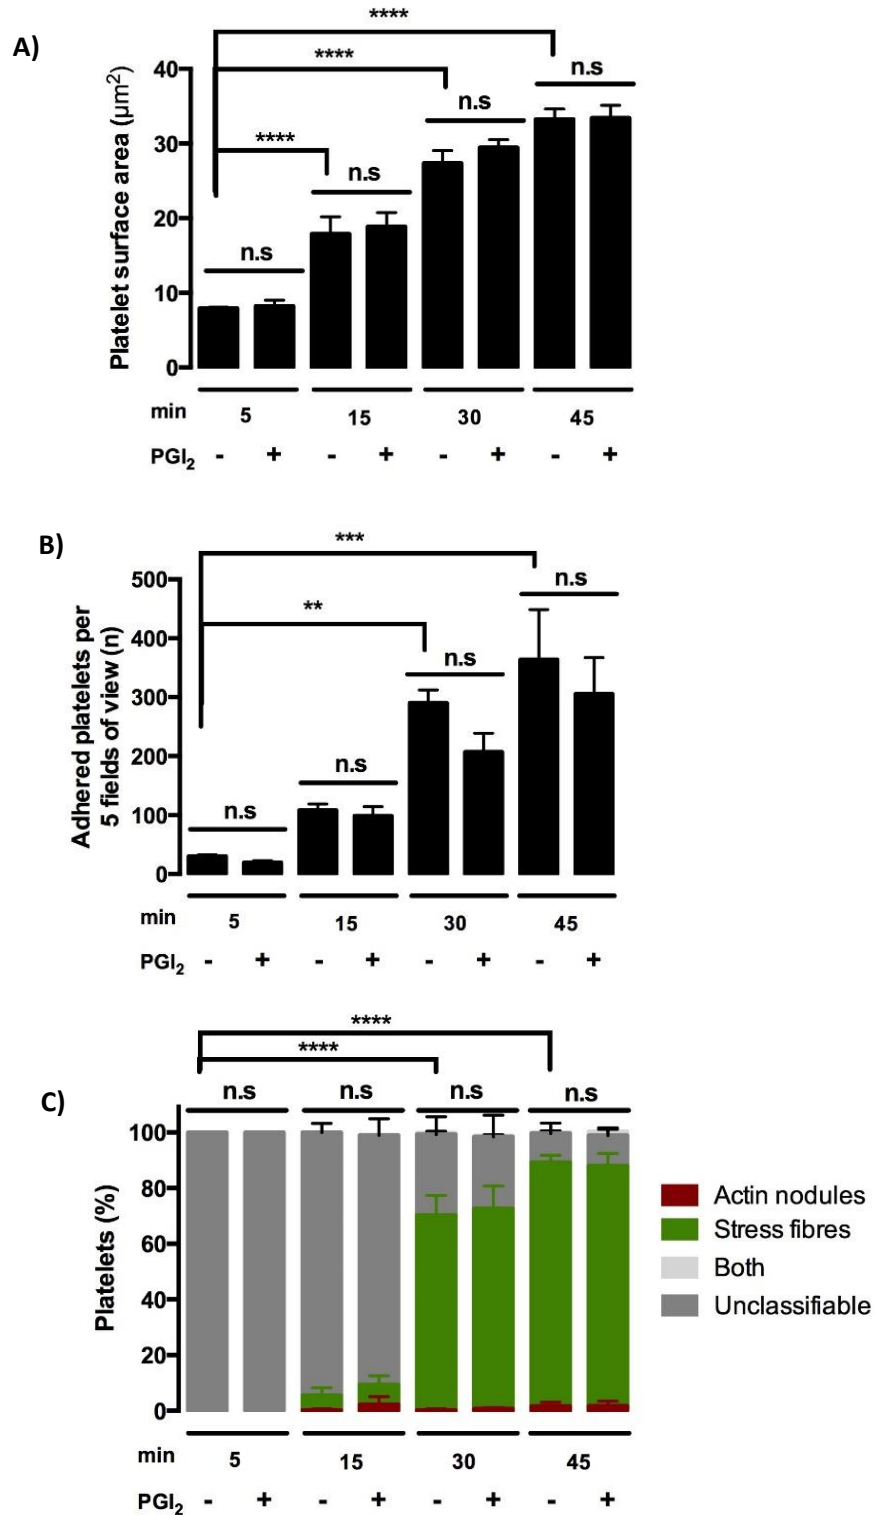 A)
****
****
****
n.s
n.s
n.s
n.s
Platelet surface area (µm²)
40
30
20
10
0
min 5 15 30 45
PGI₂ - + - + - + - +
B)
***
**
n.s
n.s
n.s
n.s
Adhered platelets per
5 fields of view (n)
500
400
300
200
100
0
min 5 15 30 45
PGI₂ - + - + - + - +
C)
****
****
n.s n.s n.s n.s
Platelets (%)
100
80
60
40
20
0
Actin nodules
Stress fibres
Both
Unclassifiable
min 5 15 30 45
PGI₂ - + - + - + - +